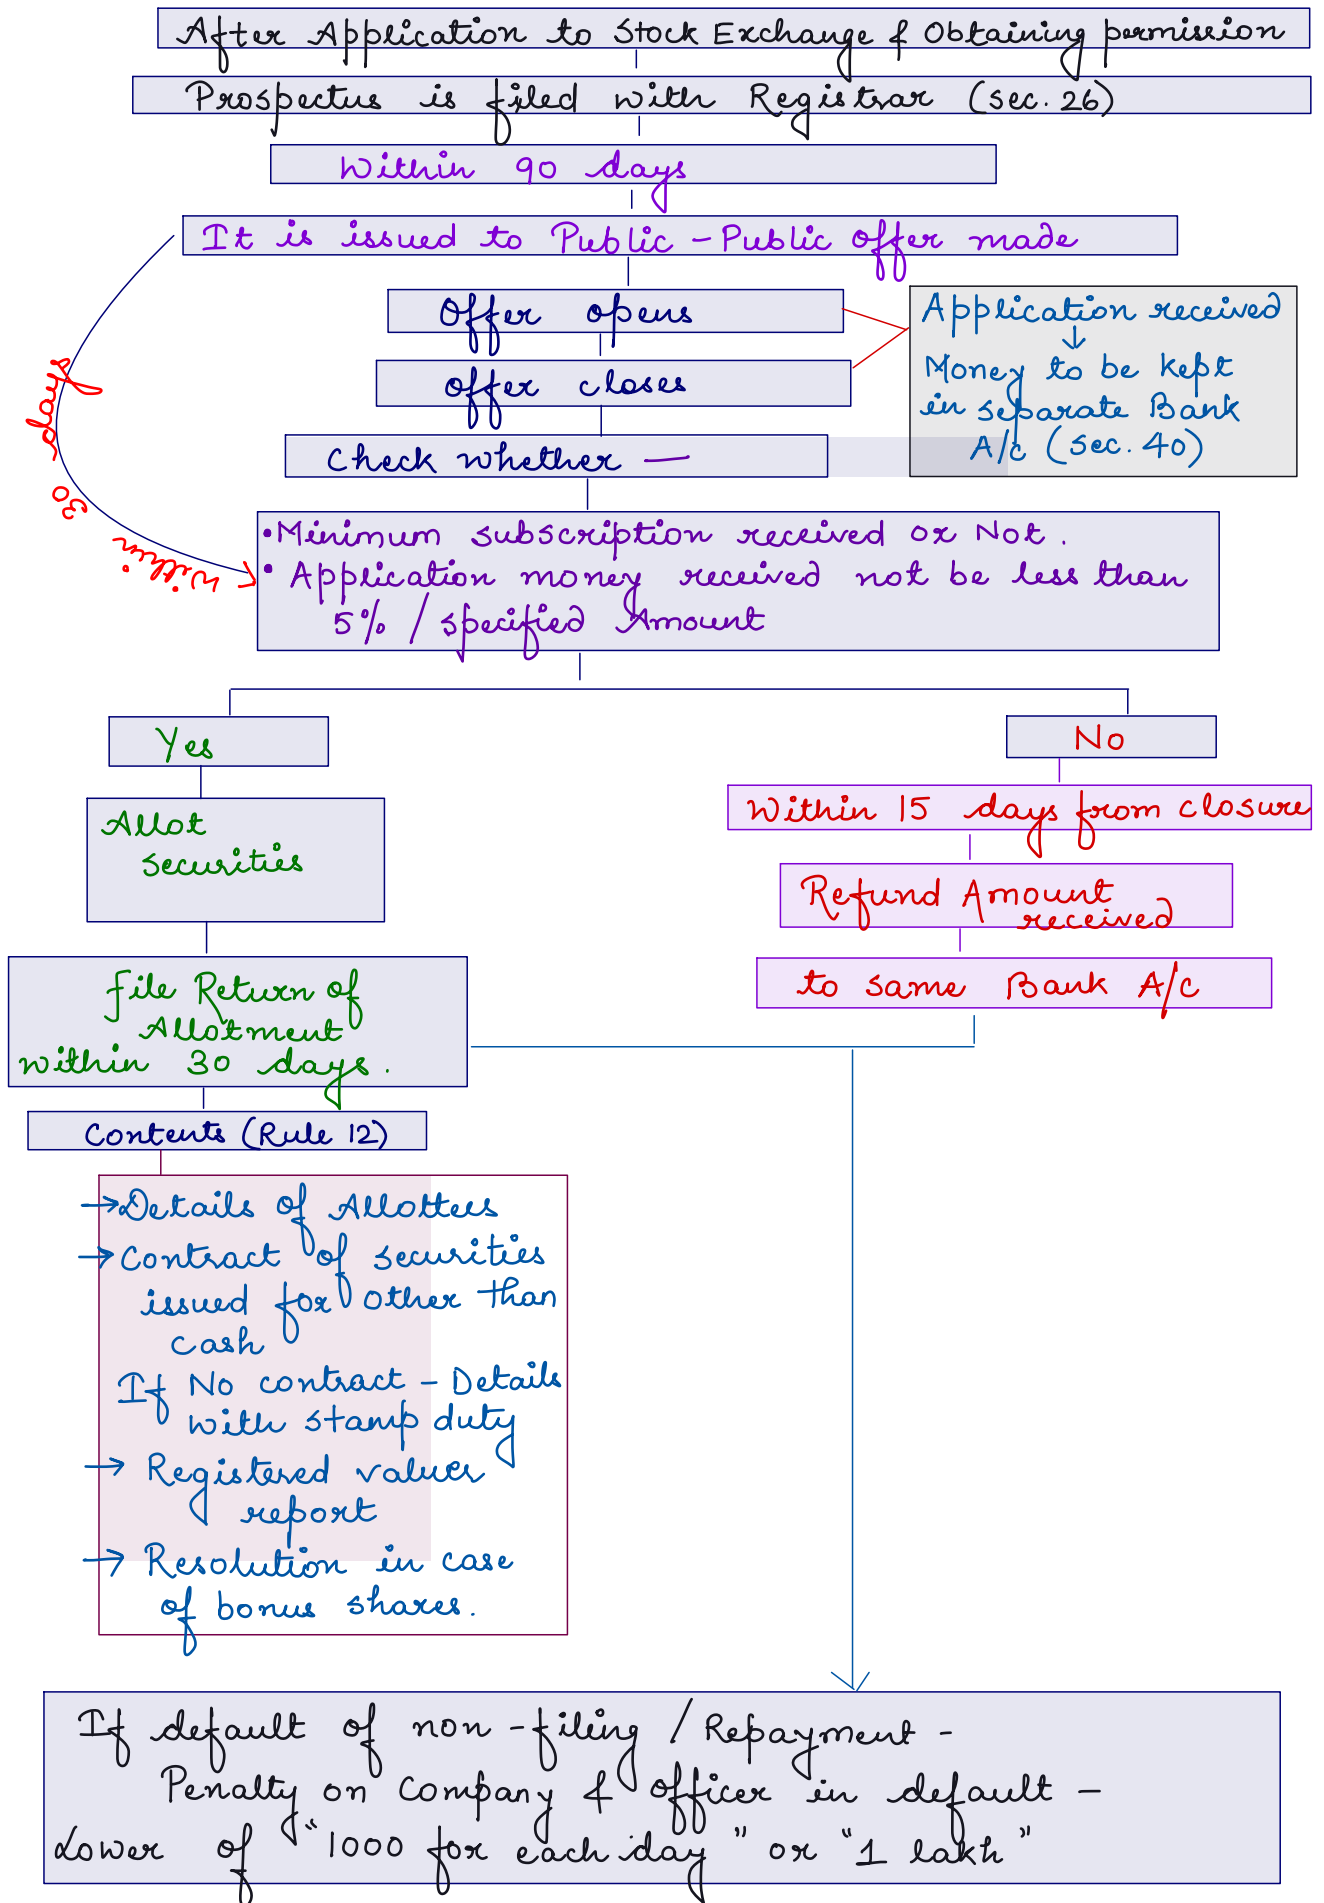 After Application to Stock Exchange & Obtaining permission
Prospectus is filed with Registrar (sec. 26)
Within 90 days
It is issued to Public - Public offer made
Offer opens
offer closes
Application received
↓
Money to be kept
in separate Bank
A/c (Sec. 40)
Check whether —
within 30 days of
• Minimum subscription received or Not.
• Application money received not be less than
5% / specified Amount
Yes
No
Allot
securities
Within 15 days from closure
Refund Amount
received
to same Bank A/c
file Return of
Allotment
within 30 days.
Contents (Rule 12)
→ Details of Allottees
→ Contract of securities
issued for other than
cash
If No contract - Details
with stamp duty
→ Registered values
report
→ Resolution in case
of bonus shares.
If default of non-filing / Repayment -
Penalty on Company & officer in default -
Lower of "1000 for each day" or "1 lakh"